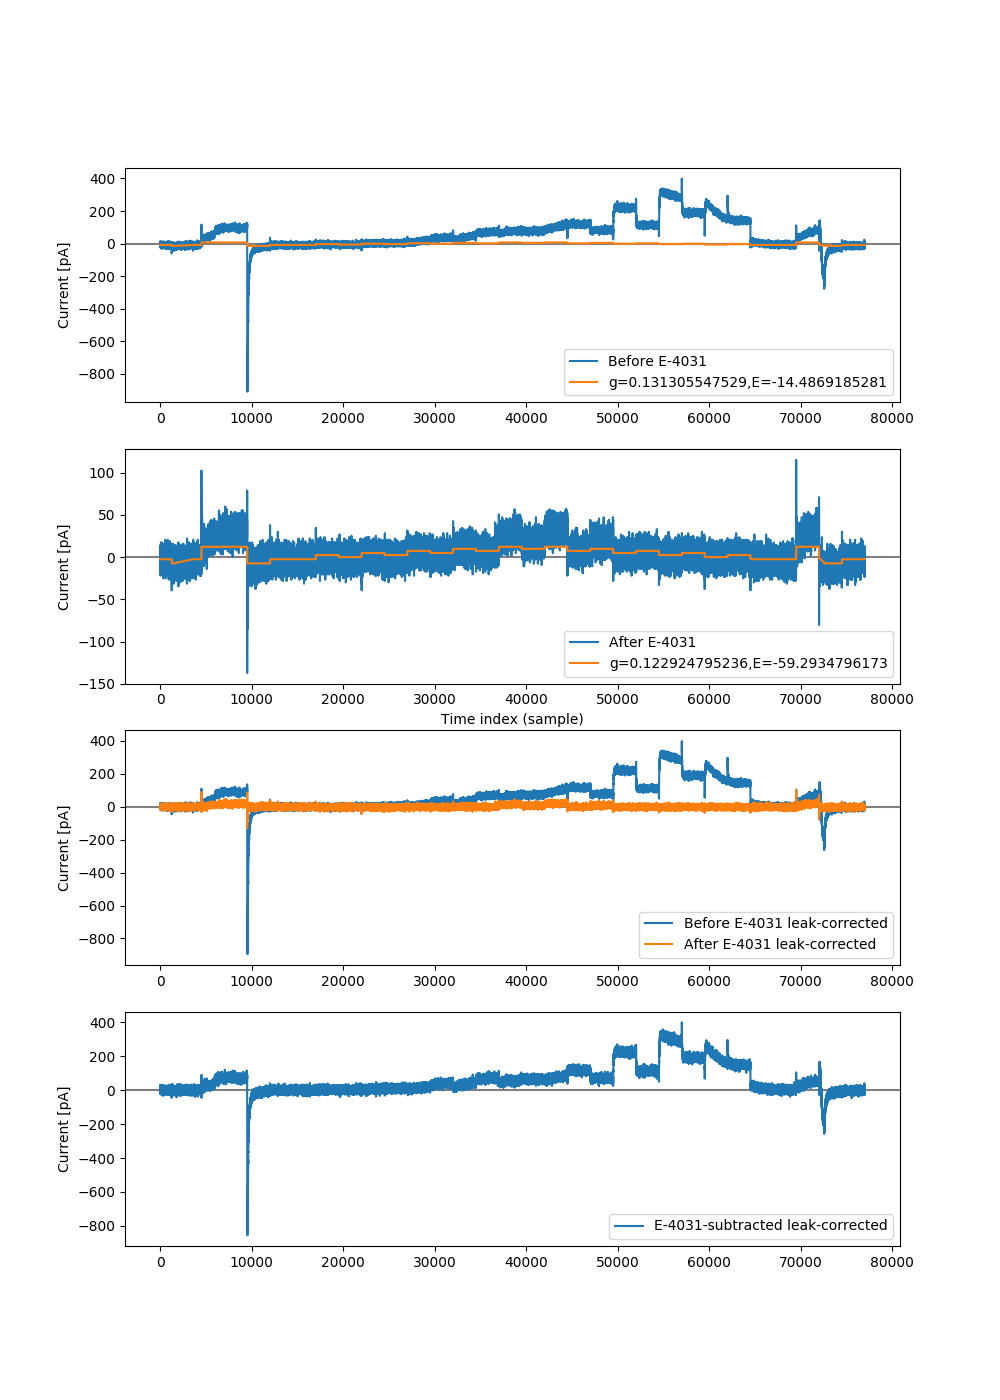 400
200
0
−200
−400
−600
−800
Current [pA]
Before E-4031
g=0.131305547529,E=-14.4869185281
0 10000 20000 30000 40000 50000 60000 70000 80000
100
50
0
−50
−100
−150
Current [pA]
After E-4031
g=0.122924795236,E=-59.2934796173
0 10000 20000 30000 40000 50000 60000 70000 80000
Time index (sample)
400
200
0
−200
−400
−600
−800
Current [pA]
Before E-4031 leak-corrected
After E-4031 leak-corrected
0 10000 20000 30000 40000 50000 60000 70000 80000
400
200
0
−200
−400
−600
−800
Current [pA]
E-4031-subtracted leak-corrected
0 10000 20000 30000 40000 50000 60000 70000 80000